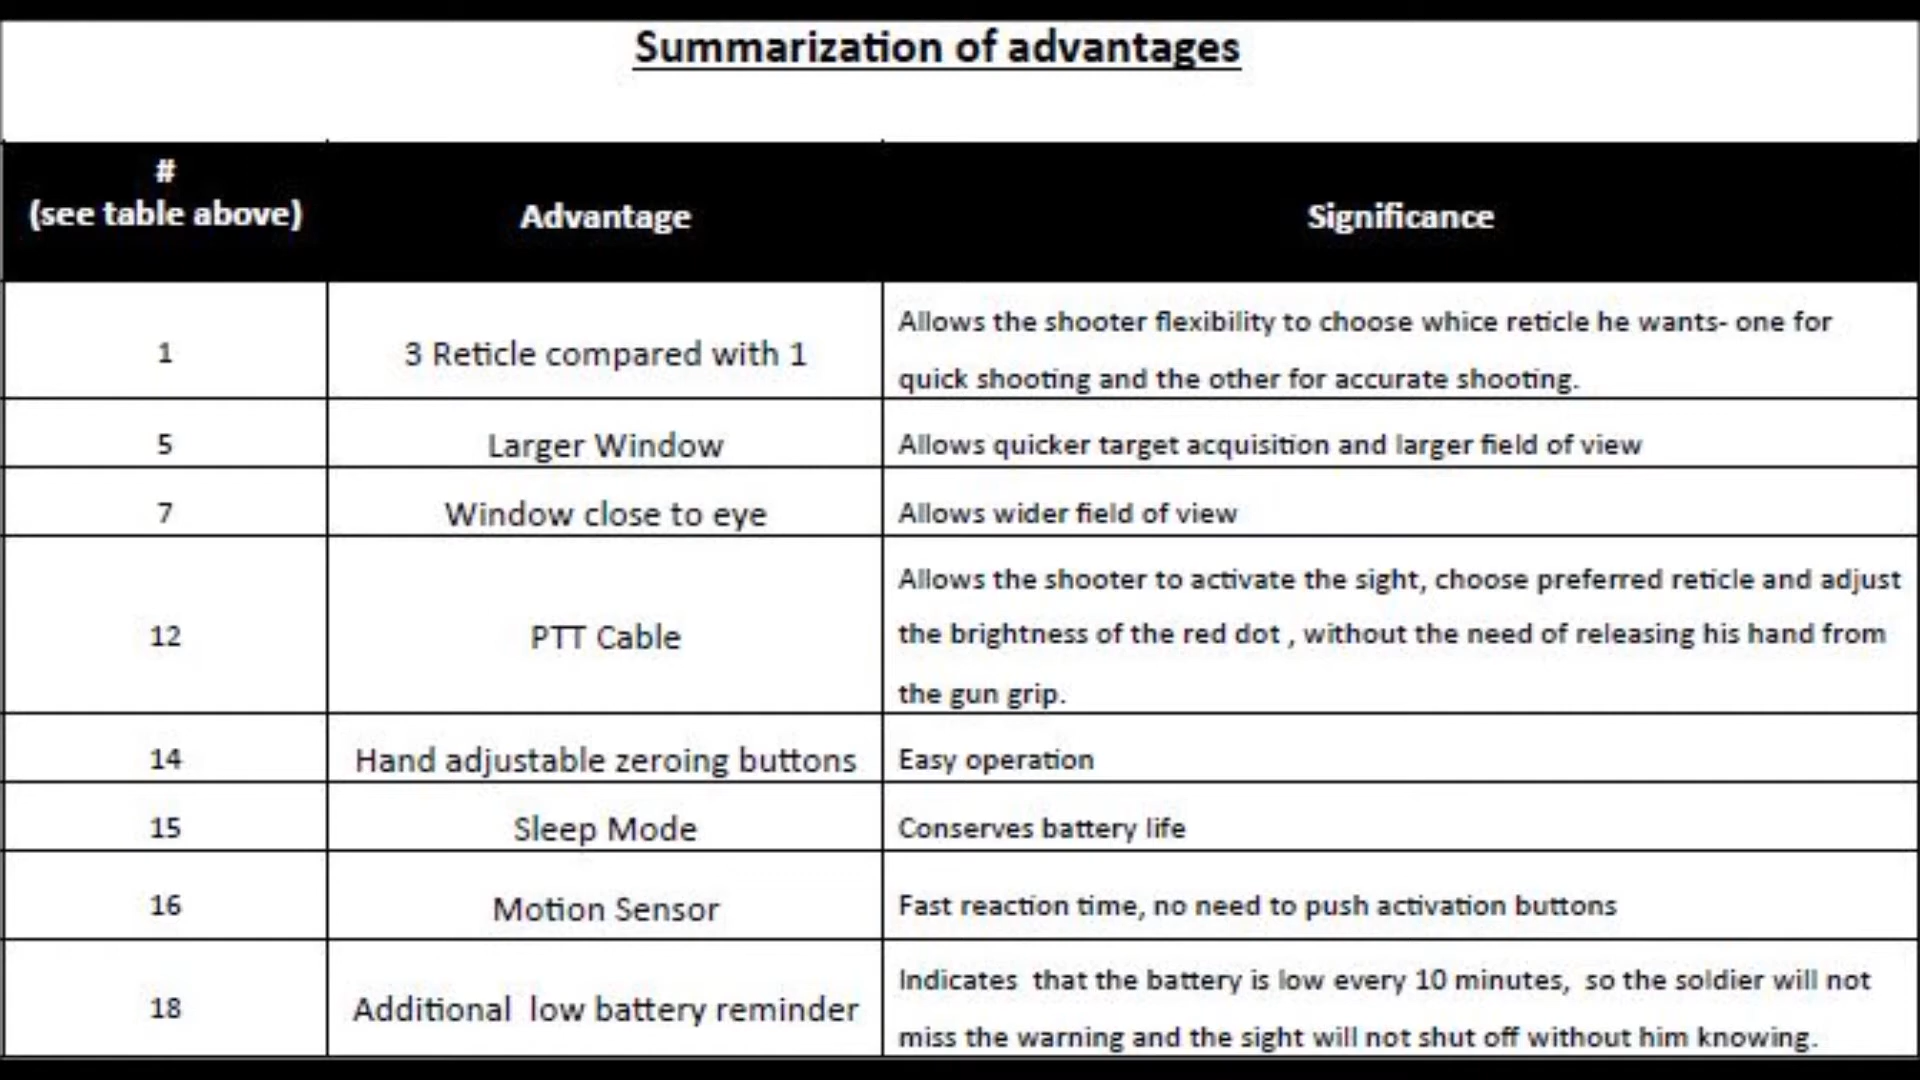 Summarization of advantages
#
(see table above)
Advantage
Significance
1
3 Reticle compared with 1
Allows the shooter flexibility to choose whice reticle he wants- one for
quick shooting and the other for accurate shooting.
5
Larger Window
Allows quicker target acquisition and larger field of view
7
Window close to eye
Allows wider field of view
12
PTT Cable
Allows the shooter to activate the sight, choose preferred reticle and adjust
the brightness of the red dot , without the need of releasing his hand from
the gun grip.
14
Hand adjustable zeroing buttons
Easy operation
15
Sleep Mode
Conserves battery life
16
Motion Sensor
Fast reaction time, no need to push activation buttons
18
Additional  low battery reminder
Indicates  that the battery is low every 10 minutes,  so the soldier will not
miss the warning and the sight will not shut off without him knowing.